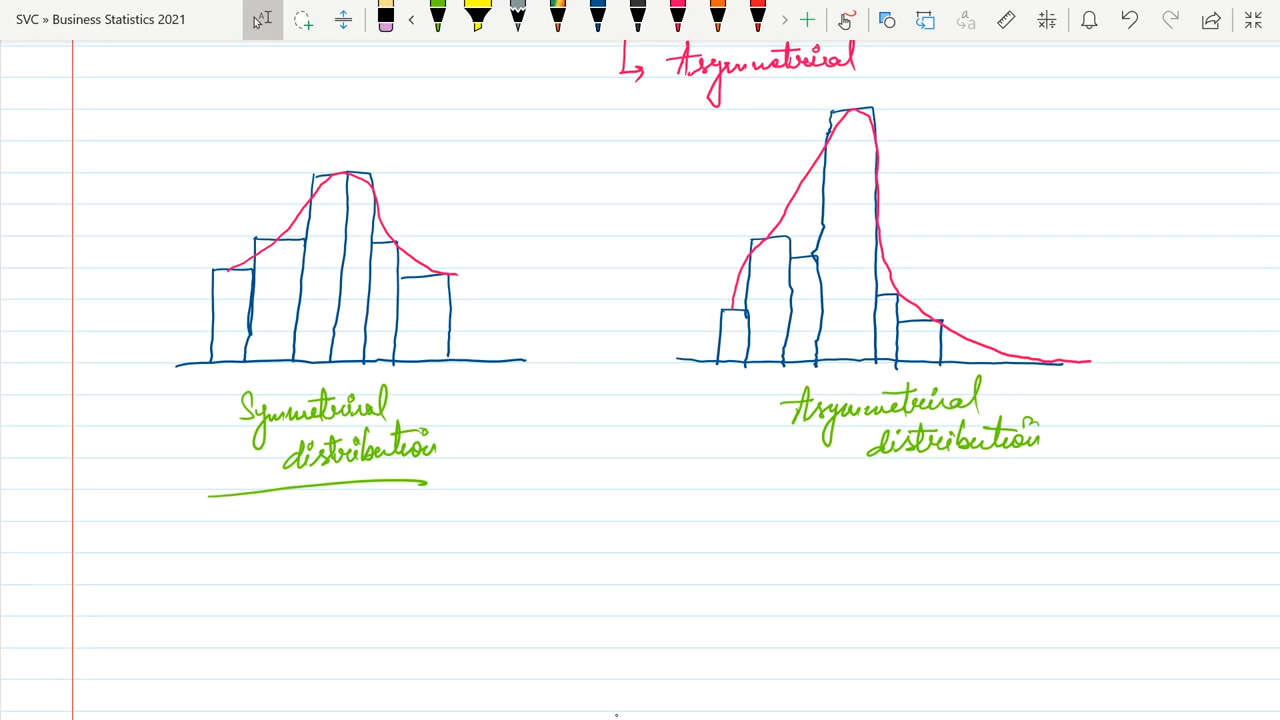 SVC » Business Statistics 2021
↳ Asymmetrical
Symmetrical
distribution
Asymmetrical
distribution